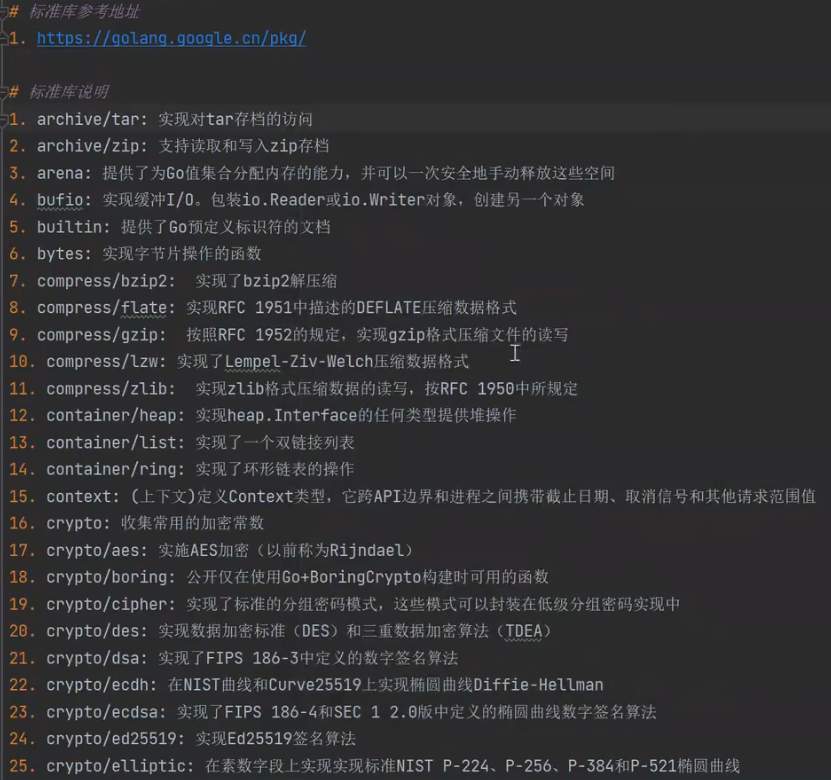 # 标准库参考地址
1. https://golang.google.cn/pkg/
# 标准库说明
1. archive/tar: 实现对tar存档的访问
2. archive/zip: 支持读取和写入zip存档
3. arena: 提供了为Go值集合分配内存的能力，并可以一次安全地手动释放这些空间
4. bufio: 实现缓冲I/O。包装io.Reader或io.Writer对象，创建另一个对象
5. builtin: 提供了Go预定义标识符的文档
6. bytes: 实现字节片操作的函数
7. compress/bzip2: 实现了bzip2解压缩
8. compress/flate: 实现RFC 1951中描述的DEFLATE压缩数据格式
9. compress/gzip: 按照RFC 1952的规定，实现gzip格式压缩文件的读写
10. compress/lzw: 实现了Lempel-Ziv-Welch压缩数据格式
11. compress/zlib: 实现zlib格式压缩数据的读写，按RFC 1950中所规定
12. container/heap: 实现heap.Interface的任何类型提供堆操作
13. container/list: 实现了一个双链接列表
14. container/ring: 实现了环形链表的操作
15. context: (上下文)定义Context类型，它跨API边界和进程之间携带截止日期、取消信号和其他请求范围值
16. crypto: 收集常用的加密常数
17. crypto/aes: 实施AES加密（以前称为Rijndael）
18. crypto/boring: 公开仅在使用Go+BoringCrypto构建时可用的函数
19. crypto/cipher: 实现了标准的分组密码模式，这些模式可以封装在低级分组密码实现中
20. crypto/des: 实现数据加密标准（DES）和三重数据加密算法（TDEA）
21. crypto/dsa: 实现了FIPS 186-3中定义的数字签名算法
22. crypto/ecdh: 在NIST曲线和Curve25519上实现椭圆曲线Diffie-Hellman
23. crypto/ecdsa: 实现了FIPS 186-4和SEC 1 2.0版中定义的椭圆曲线数字签名算法
24. crypto/ed25519: 实现Ed25519签名算法
25. crypto/elliptic: 在素数字段上实现实现标准NIST P-224、P-256、P-384和P-521椭圆曲线